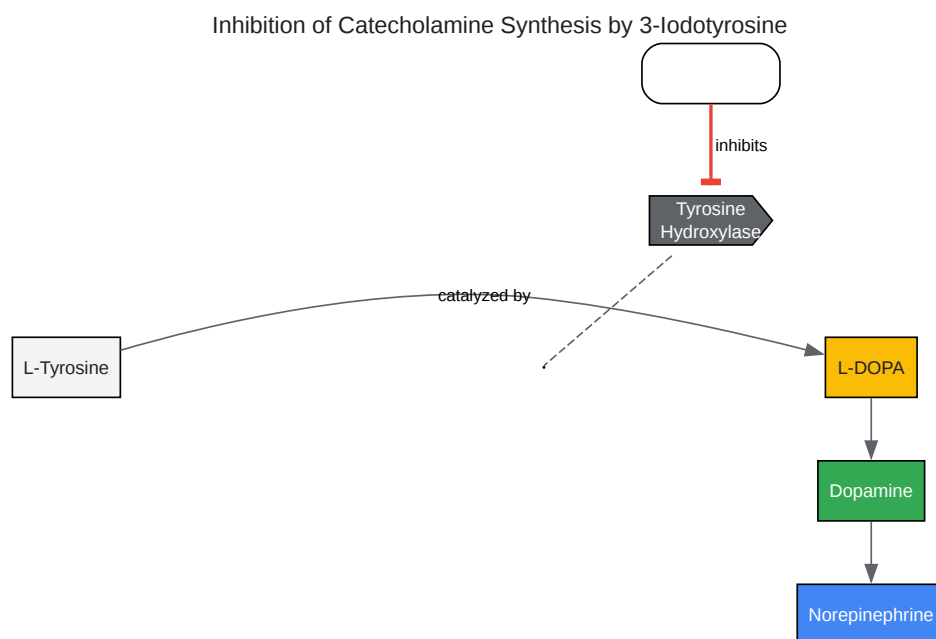 Inhibition of Catecholamine Synthesis by 3-Iodotyrosine
inhibits
Tyrosine
Hydroxylase
catalyzed by
L-Tyrosine
L-DOPA
Dopamine
Norepinephrine